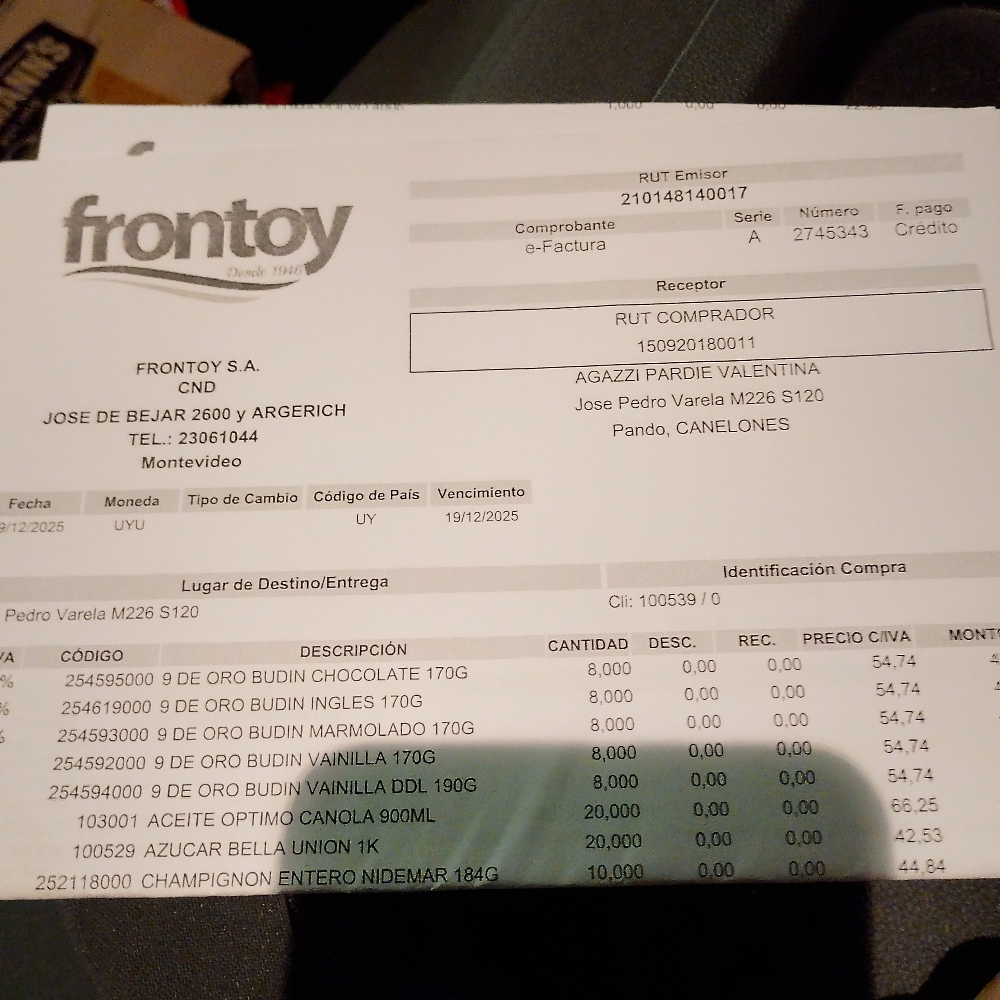 frontoy
Desde 1946
RUT Emisor
210148140017
Comprobante Serie Número F. pago
e-Factura A 2745343 Crédito
Receptor
RUT COMPRADOR
150920180011
AGAZZI PARDIE VALENTINA
Jose Pedro Varela M226 S120
Pando, CANELONES
FRONTOY S.A.
CND
JOSE DE BEJAR 2600 y ARGERICH
TEL.: 23061044
Montevideo
Fecha Moneda Tipo de Cambio Código de País Vencimiento
9/12/2025 UYU UY 19/12/2025
Lugar de Destino/Entrega Identificación Compra
Pedro Varela M226 S120 Cli: 100539 / 0
VA CÓDIGO DESCRIPCIÓN CANTIDAD DESC. REC. PRECIO C/IVA MONT
% 254595000 9 DE ORO BUDIN CHOCOLATE 170G 8,000 0,00 0,00 54,74
% 254619000 9 DE ORO BUDIN INGLES 170G 8,000 0,00 0,00 54,74
% 254593000 9 DE ORO BUDIN MARMOLADO 170G 8,000 0,00 0,00 54,74
254592000 9 DE ORO BUDIN VAINILLA 170G 8,000 0,00 0,00 54,74
254594000 9 DE ORO BUDIN VAINILLA DDL 190G 8,000 0,00 0,00 54,74
103001 ACEITE OPTIMO CANOLA 900ML 20,000 0,00 0,00 66,25
100529 AZUCAR BELLA UNION 1K 20,000 0,00 0,00 42,53
252118000 CHAMPIGNON ENTERO NIDEMAR 184G 10,000 0,00 0,00 44,84